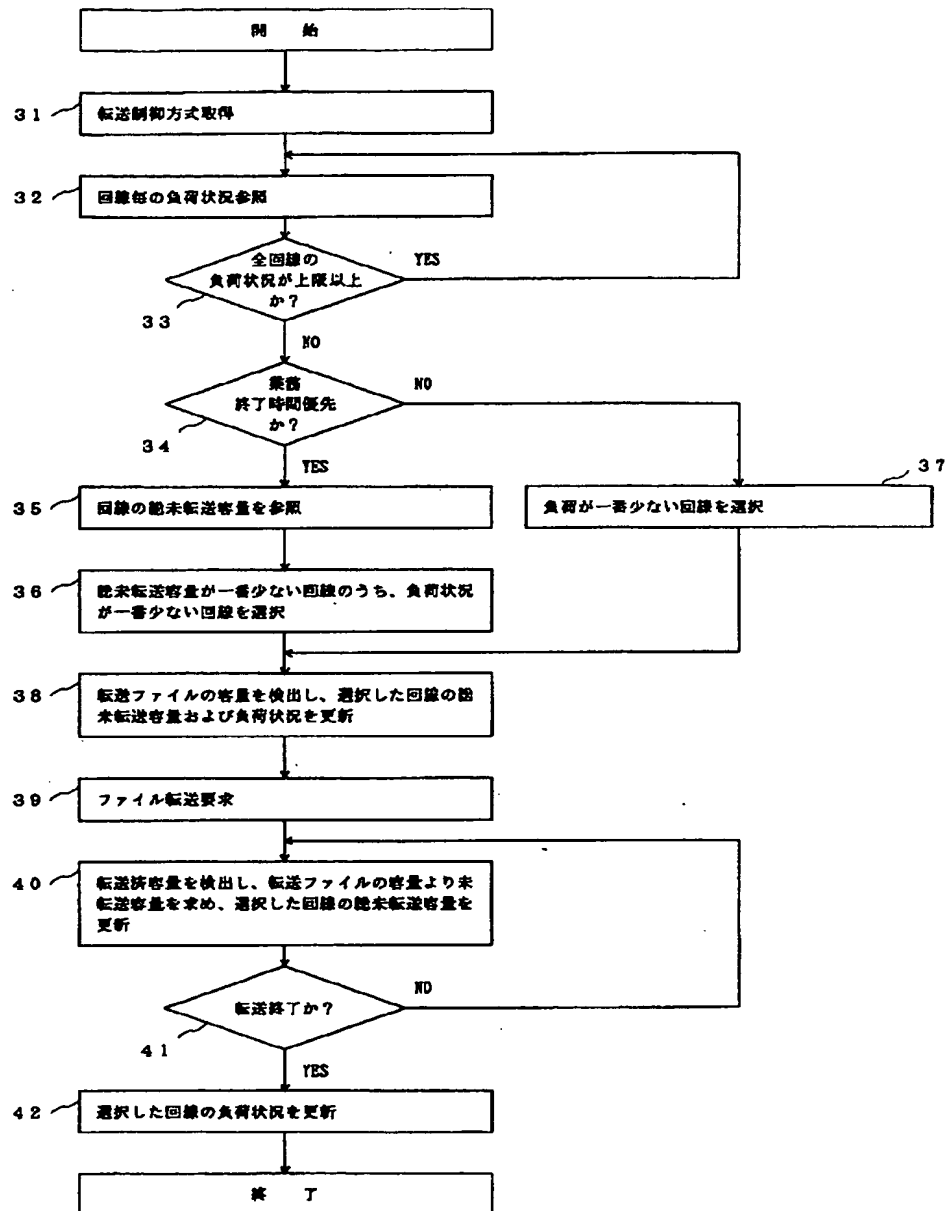 開 始
31
転送制御方式取得
32
回線毎の負荷状況参照
全回線の
負荷状況が上限以上
か？
YES
33
NO
業務
終了時間優先
か？
NO
34
YES
37
35
回線の総未転送容量を参照
負荷が一番少ない回線を選択
36
総未転送容量が一番少ない回線のうち、負荷状況
が一番少ない回線を選択
38
転送ファイルの容量を検出し、選択した回線の総
未転送容量および負荷状況を更新
39
ファイル転送要求
40
転送済容量を検出し、転送ファイルの容量より未
転送容量を求め、選択した回線の総未転送容量を
更新
転送終了か？
NO
41
YES
42
選択した回線の負荷状況を更新
終 了